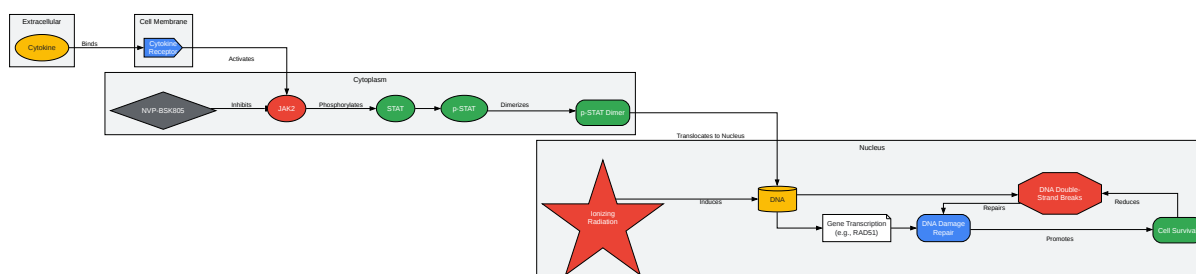 Extracellular
Cell Membrane
Cytokine
Binds
Cytokine
Receptor
Activates
Cytoplasm
NVP-BSK805
Inhibits
JAK2
Phosphorylates
STAT
p-STAT
Dimerizes
p-STAT Dimer
Translocates to Nucleus
Nucleus
Ionizing
Radiation
Induces
DNA
DNA Double-
Strand Breaks
Repairs
Reduces
Gene Transcription
(e.g., RAD51)
DNA Damage
Repair
Promotes
Cell Surviva